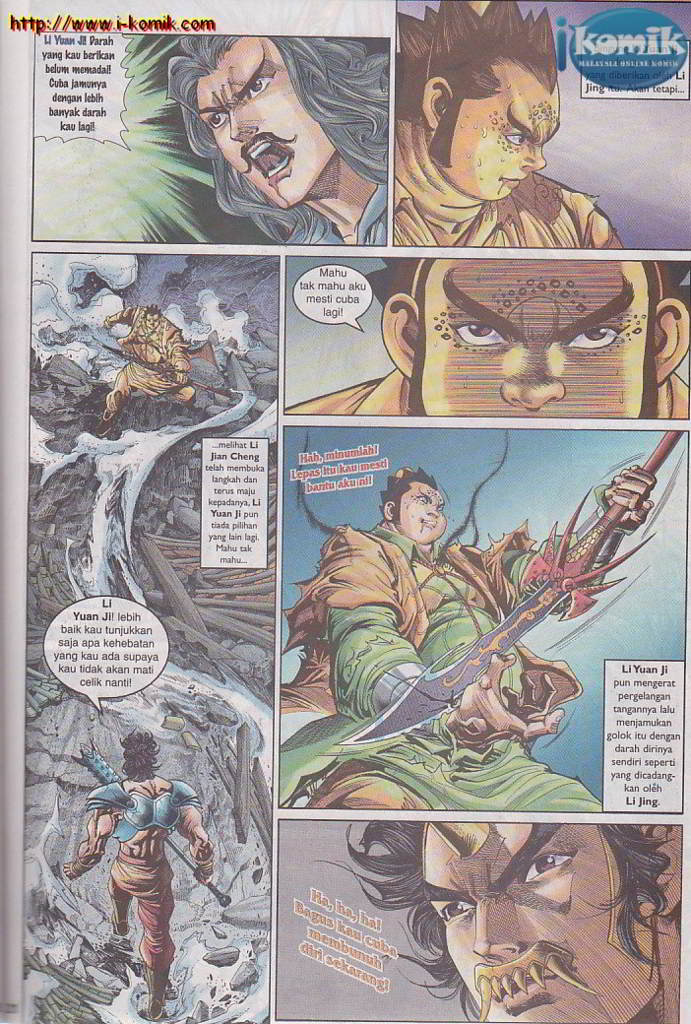 http://www.i-komik.com
Li Yuan Ji! Darah
yang kau berikan
belum memadai!
Cuba jamunya
dengan lebih
banyak darah
kau lagi!
komik
MALAYSIA ONLINE KOMIK
yang diberikan oleh Li
Jing itu. Akan tetapi...
Mahu
tak mahu aku
mesti cuba
lagi!
...melihat Li
Jian Cheng
telah membuka
langkah dan
terus maju
kepadanya, Li
Yuan Ji pun
tiada pilihan
yang lain lagi.
Mahu tak
mahu...
Hah, minumlah!
Lepas itu kau mesti
bantu aku ni!
Li
Yuan Ji! lebih
baik kau tunjukkan
saja apa kehebatan
yang kau ada supaya
kau tidak akan mati
celik nanti!
Li Yuan Ji
pun mengerat
pergelangan
tangannya lalu
menjamukan
golok itu dengan
darah dirinya
sendiri seperti
yang dicadang-
kan oleh
Li Jing.
Ha, ha, ha!
Bagus kau cuba
membunuh
diri sekarang!